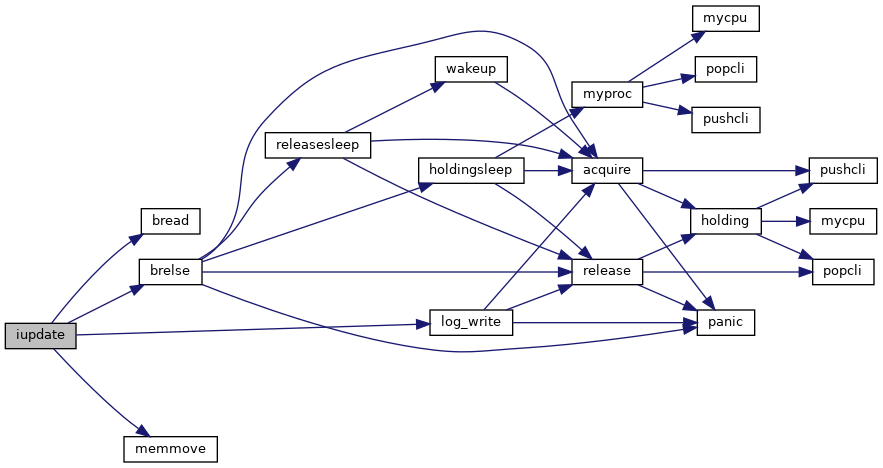 mycpu
popcli
wakeup
myproc
pushcli
releasesleep
holdingsleep
acquire
pushcli
bread
holding
mycpu
brelse
release
popcli
iupdate
log_write
panic
memmove